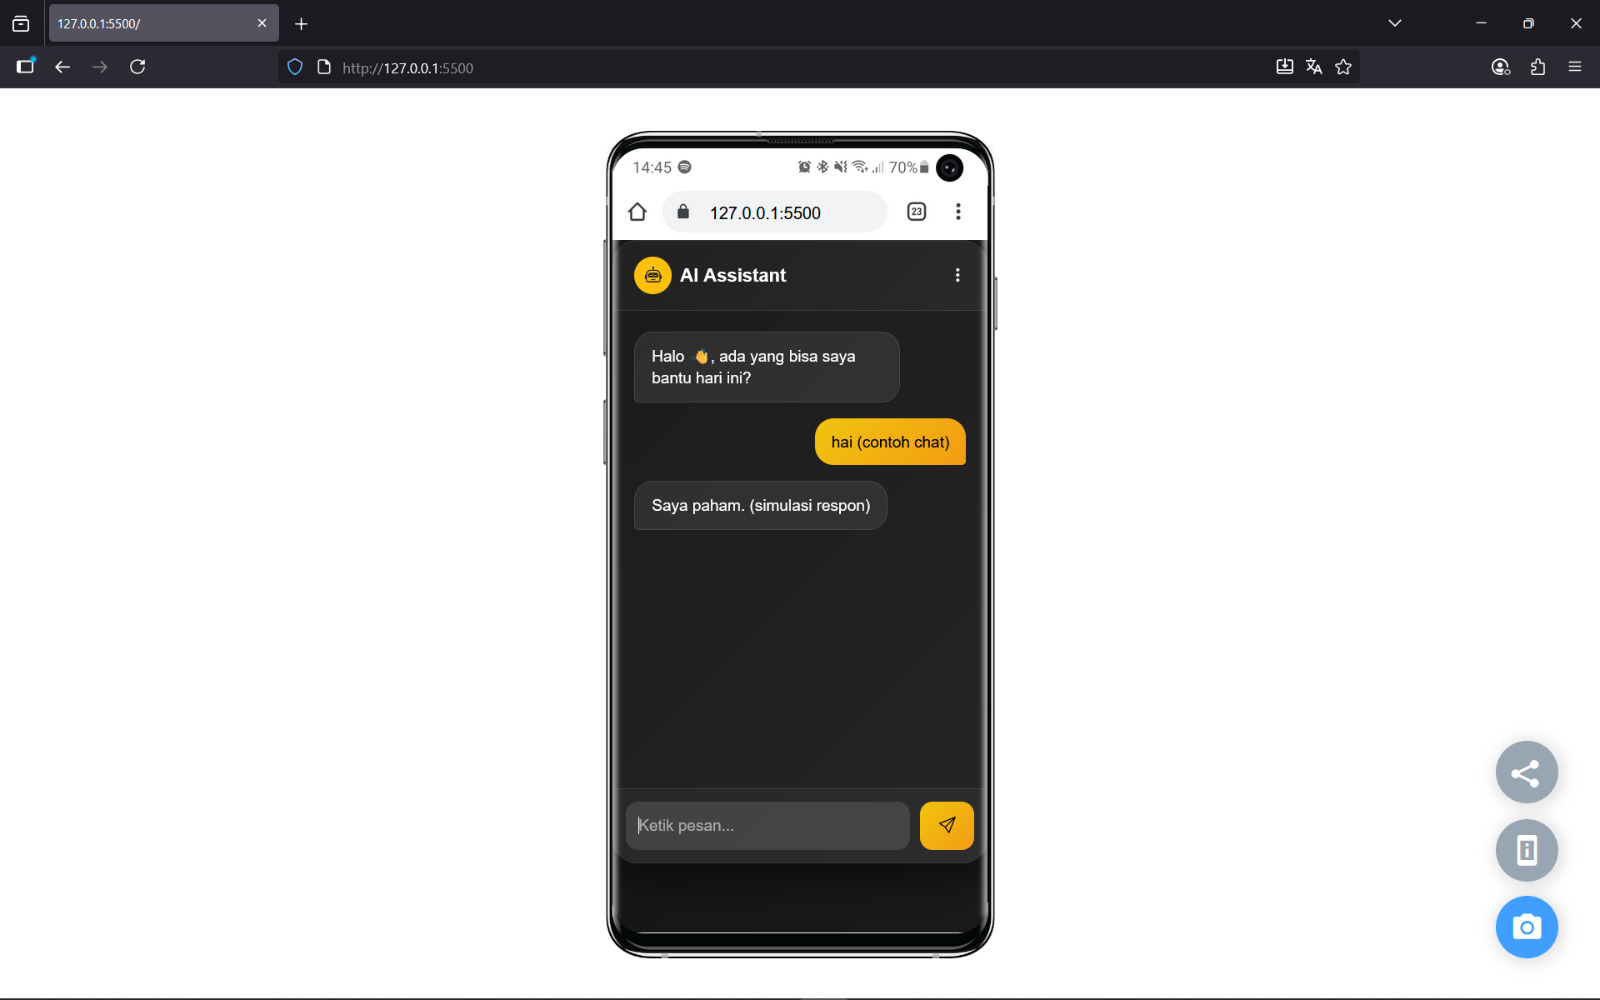 127.0.0.1:5500/
http://127.0.0.1:5500
14:45
70%
127.0.0.1:5500
23
AI Assistant
Halo 👋, ada yang bisa saya
bantu hari ini?
hai (contoh chat)
Saya paham. (simulasi respon)
Ketik pesan...